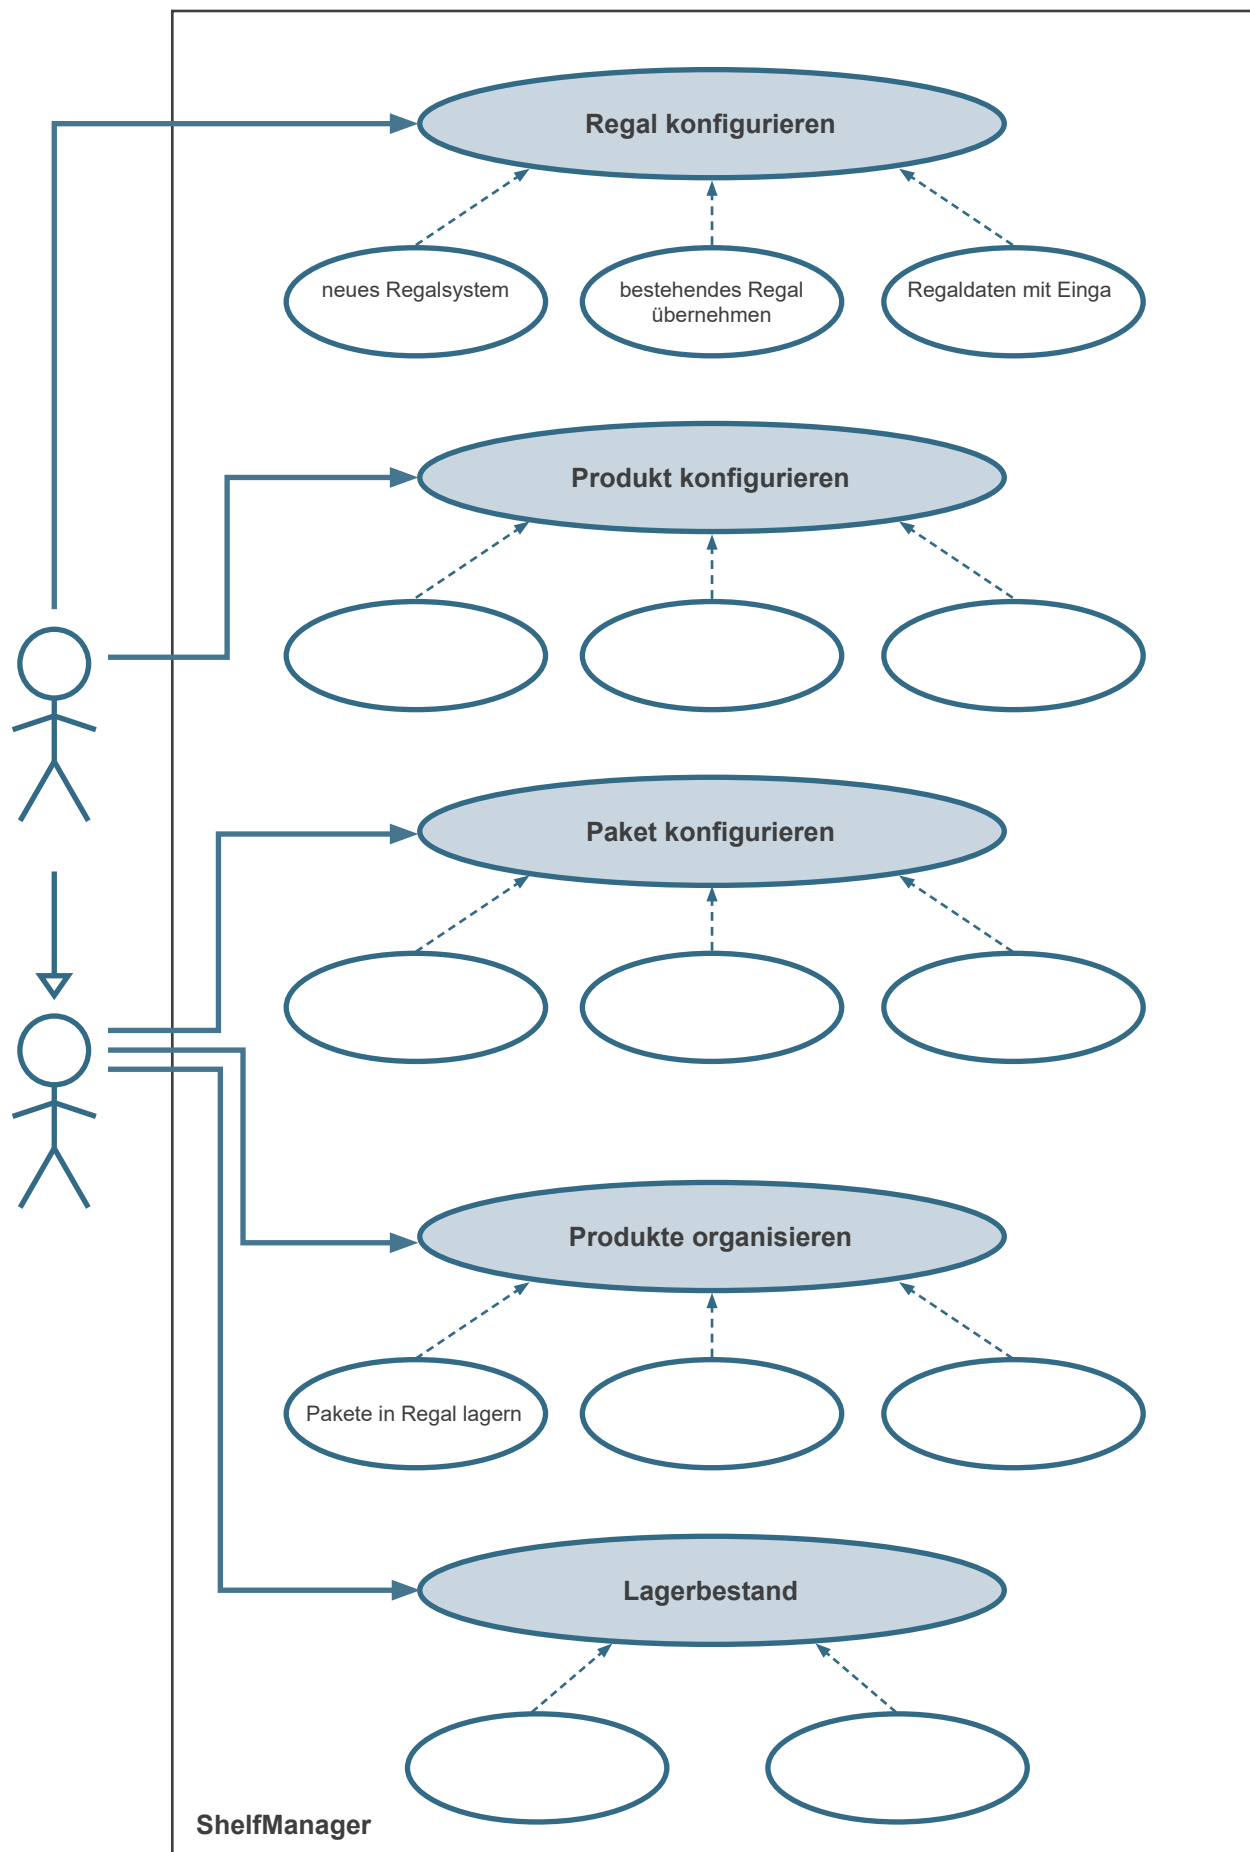 Regal konfigurieren
neues Regalsystem
bestehendes Regal
übernehmen
Regaldaten mit Einga
Produkt konfigurieren
Paket konfigurieren
Produkte organisieren
Pakete in Regal lagern
Lagerbestand
ShelfManager